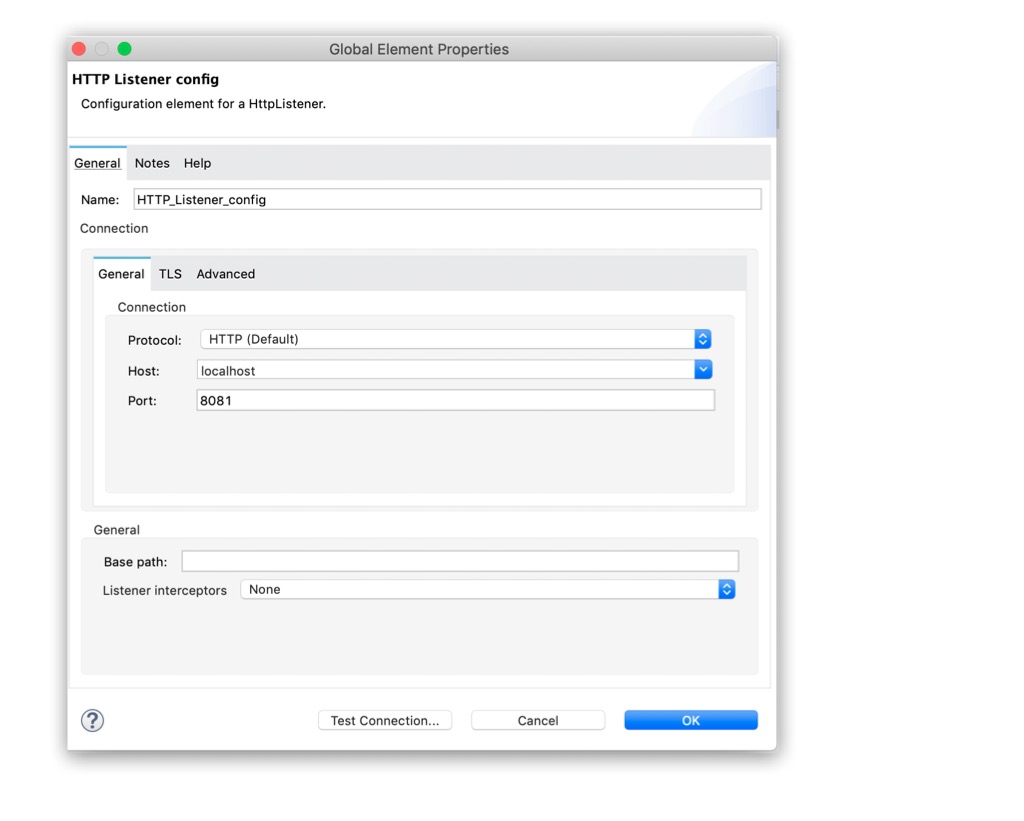 Global Element Properties
HTTP Listener config
Configuration element for a HttpListener.
General Notes Help
Name: HTTP_Listener_config
Connection
General TLS Advanced
Connection
Protocol: HTTP (Default)
Host: localhost
Port: 8081
General
Base path:
Listener interceptors None
? Test Connection... Cancel OK